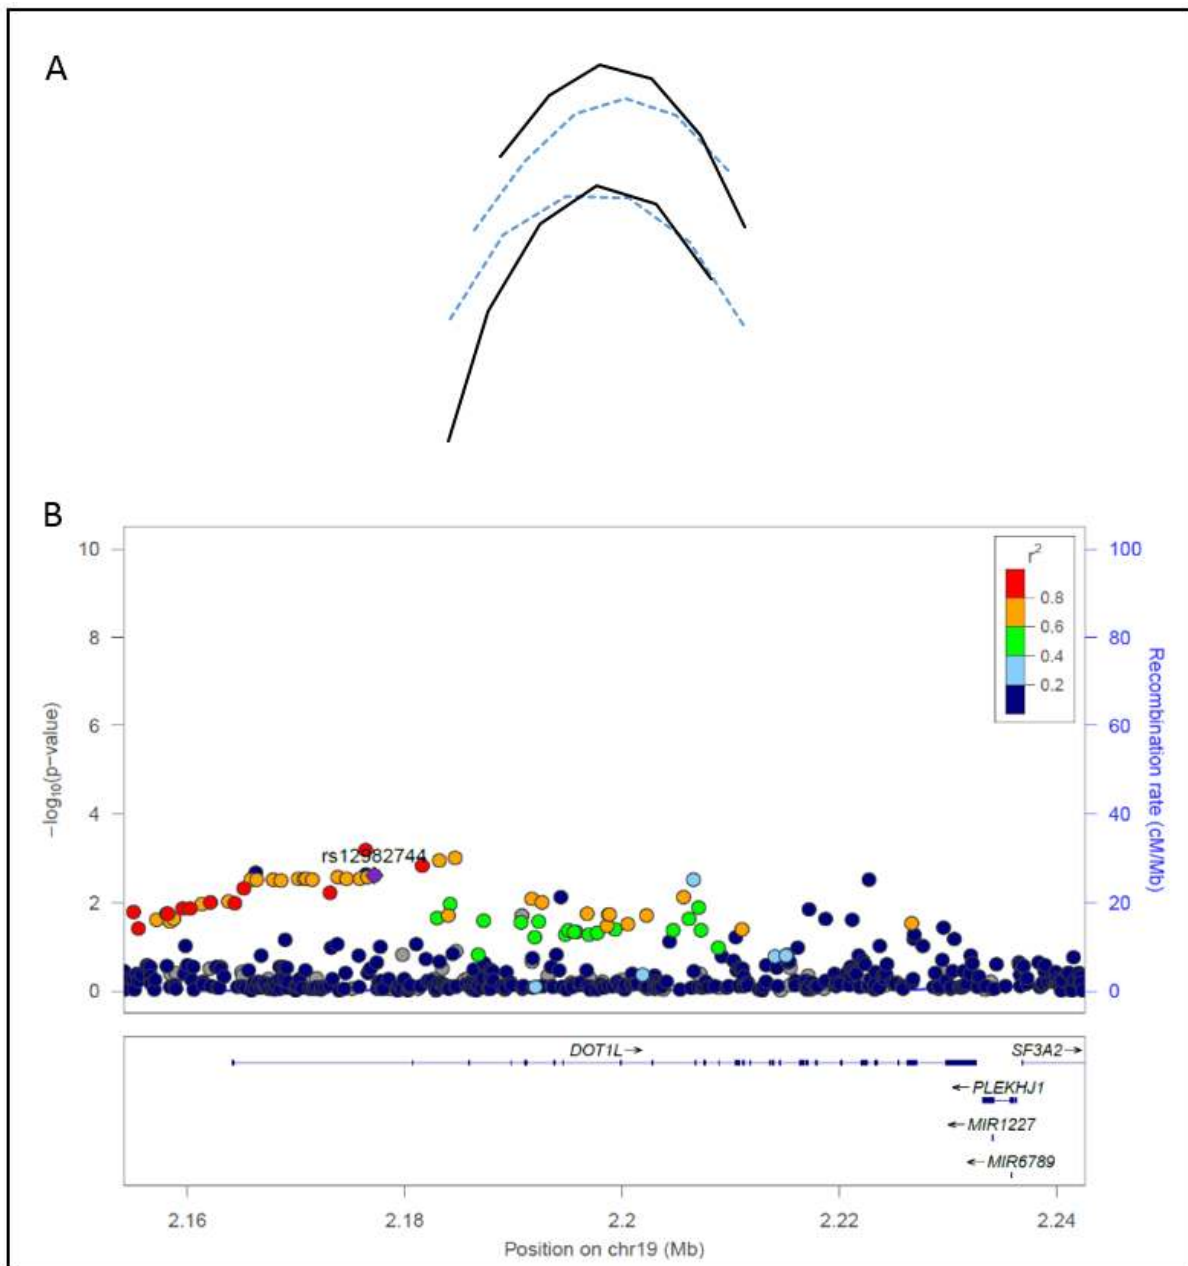 A
B
r2
0.8
0.6
0.4
0.2
10
8
6
4
2
0
−log10(p−value)
100
80
60
40
20
0
Recombination rate (cM/Mb)
rs12982744
DOT1L→
SF3A2→
←PLEKHJ1
←MIR1227
←MIR6789
2.16 2.18 2.2 2.22 2.24
Position on chr19 (Mb)